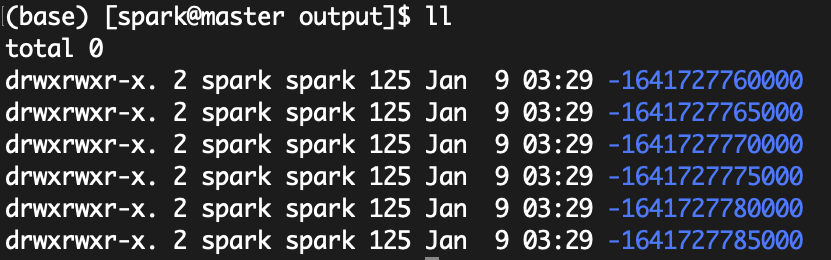 (base) [spark@master output]$ ll
total 0
drwxrwxr-x. 2 spark spark 125 Jan  9 03:29 -1641727760000
drwxrwxr-x. 2 spark spark 125 Jan  9 03:29 -1641727765000
drwxrwxr-x. 2 spark spark 125 Jan  9 03:29 -1641727770000
drwxrwxr-x. 2 spark spark 125 Jan  9 03:29 -1641727775000
drwxrwxr-x. 2 spark spark 125 Jan  9 03:29 -1641727780000
drwxrwxr-x. 2 spark spark 125 Jan  9 03:29 -1641727785000